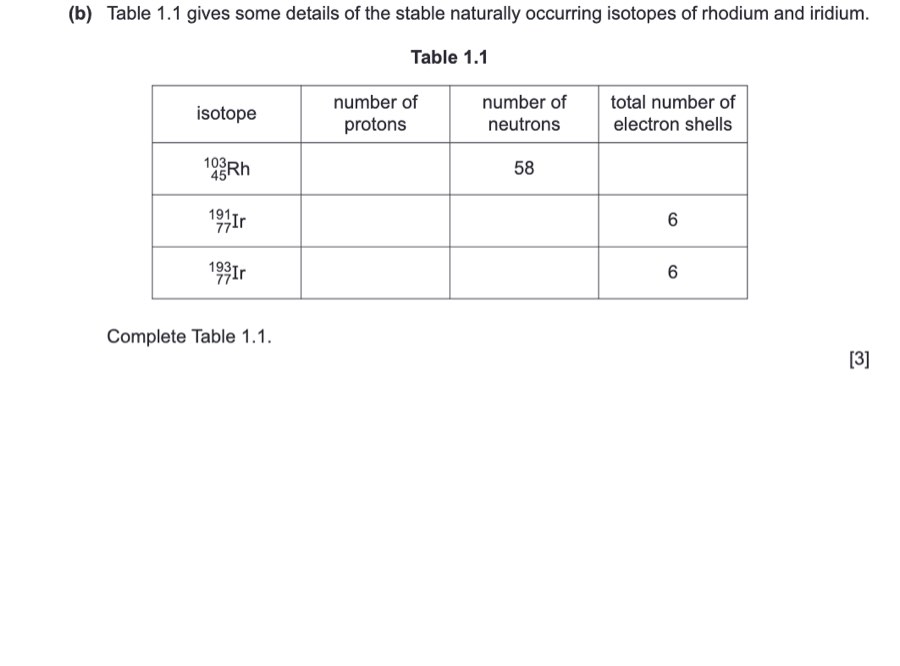 (b) Table 1.1 gives some details of the stable naturally occurring isotopes of rhodium and iridium.
Table 1.1
isotope
number of
protons
number of
neutrons
total number of
electron shells
103
45Rh
58
191
77Ir
6
193
77Ir
6
Complete Table 1.1.
[3]